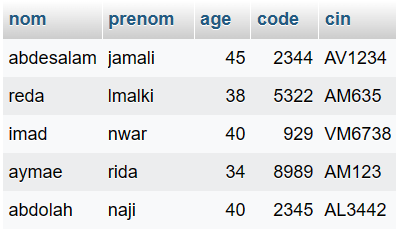 nom prenom age code cin
abdesalam jamali 45 2344 AV1234
reda lmalki 38 5322 AM635
imad nwar 40 929 VM6738
aymae rida 34 8989 AM123
abdolah naji 40 2345 AL3442